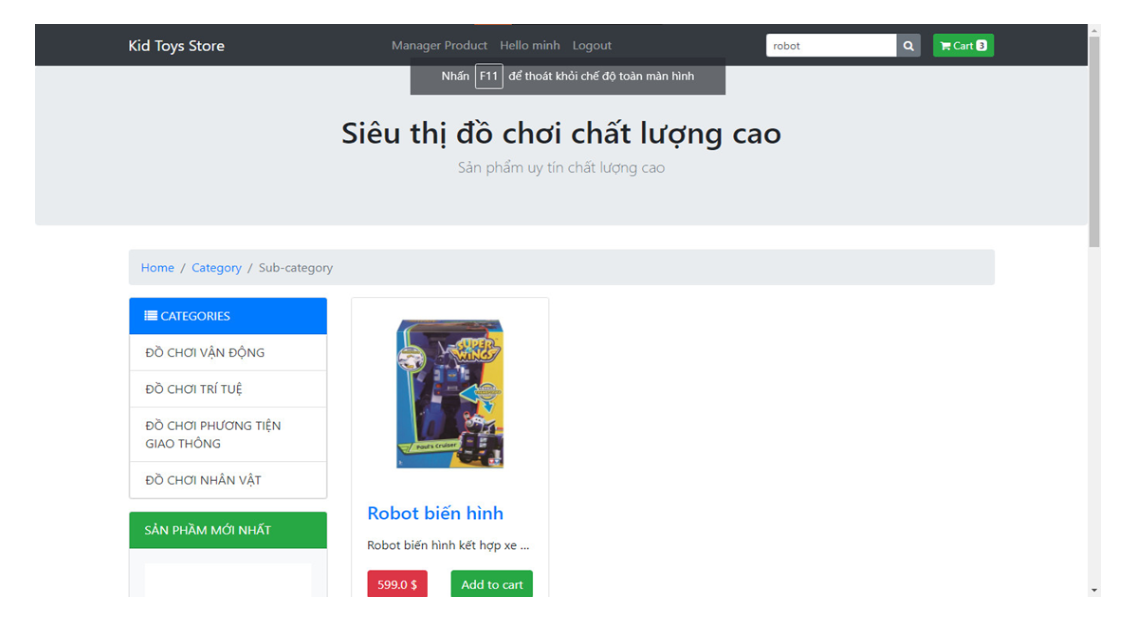 Kid Toys Store Manager Product Hello minh Logout robot Cart 3
Nhấn F11 để thoát khỏi chế độ toàn màn hình
Siêu thị đồ chơi chất lượng cao
Sản phẩm uy tín chất lượng cao
Home / Category / Sub-category
CATEGORIES
ĐỒ CHƠI VẬN ĐỘNG
ĐỒ CHƠI TRÍ TUỆ
ĐỒ CHƠI PHƯƠNG TIỆN
GIAO THÔNG
ĐỒ CHƠI NHÂN VẬT
SẢN PHẦM MỚI NHẤT
SUPER
WINGS
Paul's Cruiser
Robot biến hình
Robot biến hình kết hợp xe ...
599.0 $ Add to cart